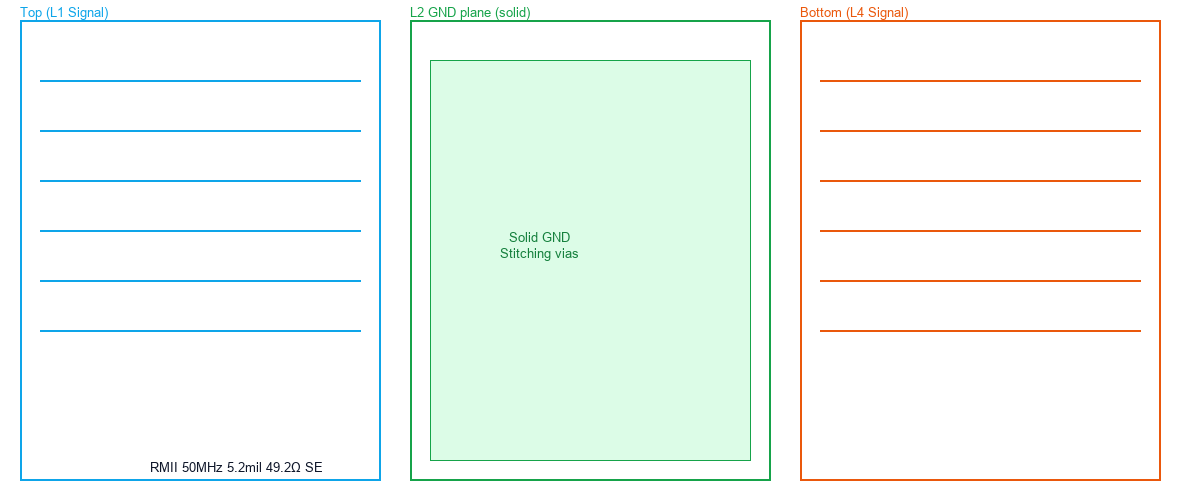 Top (L1 Signal)
L2 GND plane (solid)
Bottom (L4 Signal)
Solid GND
Stitching vias
RMII 50MHz 5.2mil 49.2Ω SE